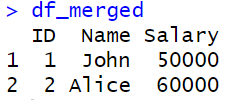 > df_merged
  ID  Name Salary
1  1  John  50000
2  2 Alice  60000